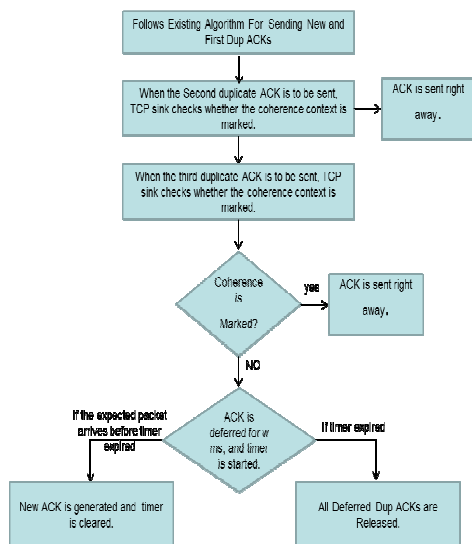 Follows Existing Algorithm For Sending New and
First Dup ACKs
When the Second duplicate ACK is to be sent,
TCP sink checks whether the coherence context is
marked.
ACK is sent right
away.
When the third duplicate ACK is to be sent, TCP
sink checks whether the coherence context is
marked.
Coherence
is
Marked?
yes
ACK is sent right
away.
NO
ACK is
deferred for w
ms, and timer
is started.
If the expected packet
arrives before timer
expired
If timer expired
New ACK is generated and timer
is cleared.
All Deferred Dup ACKs are
Released.